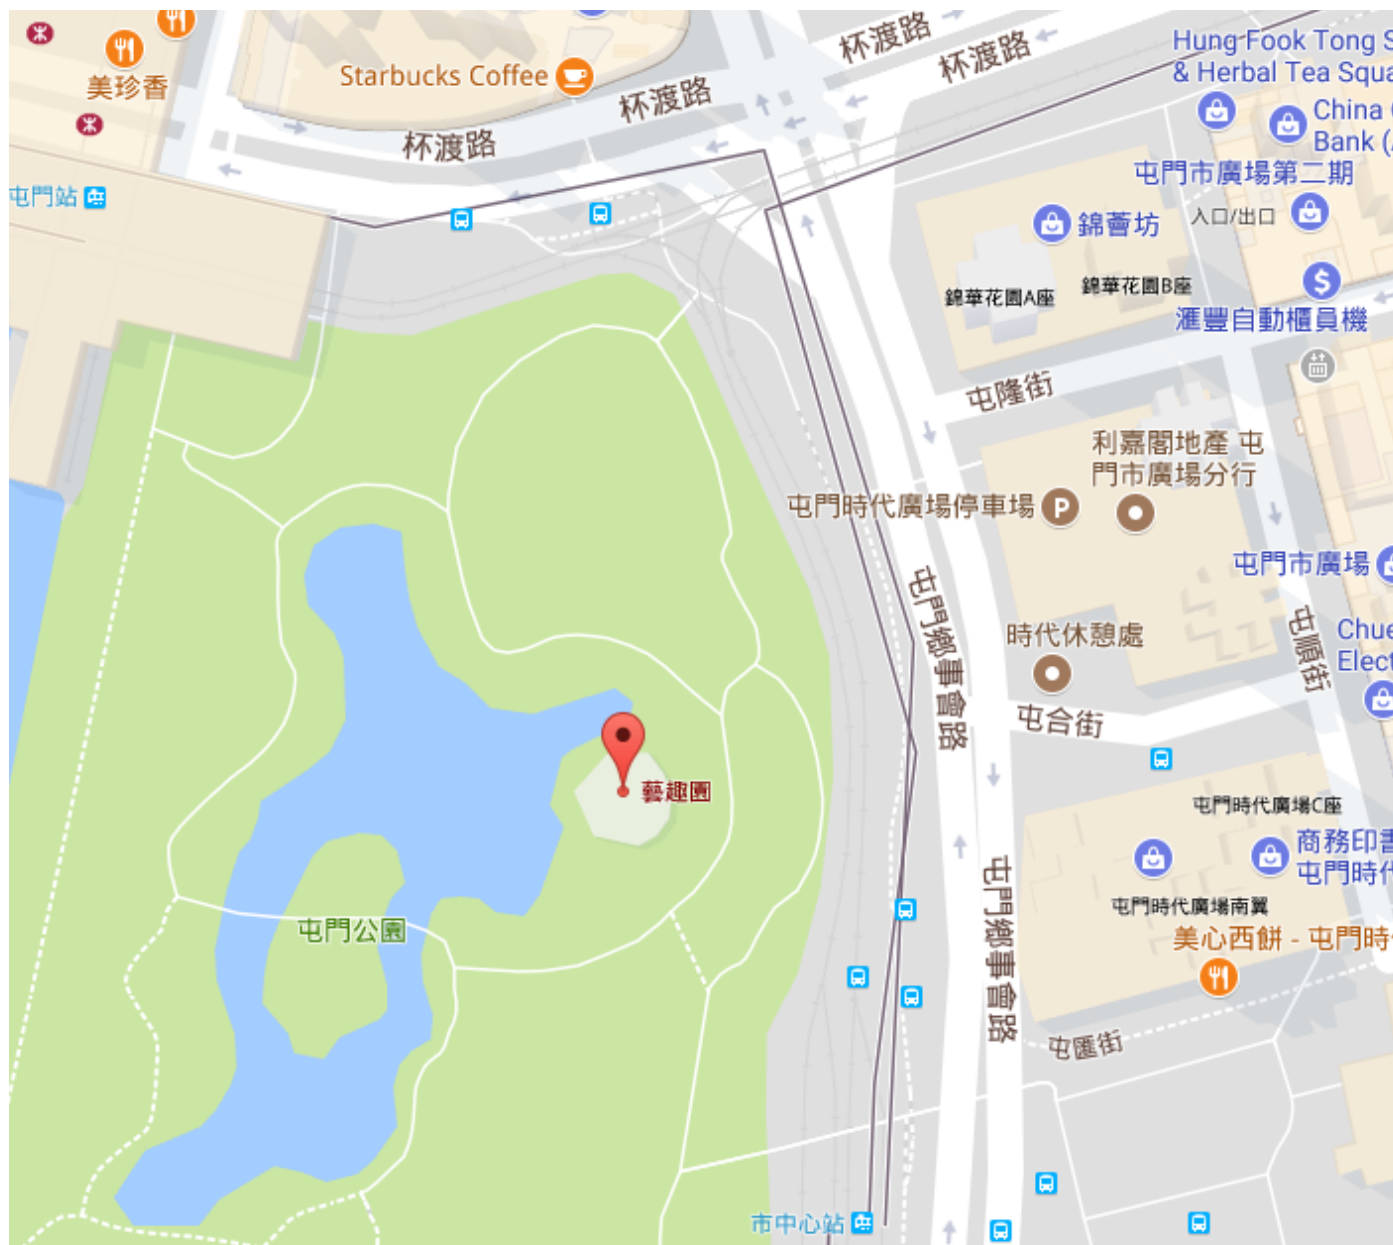 杯渡路
杯渡路
Hung Fook Tong S
& Herbal Tea Squa
Starbucks Coffee
美珍香
杯渡路
杯渡路
China
Bank (
屯門市廣場第二期
屯門站
錦薈坊
入口/出口
錦華花園A座
錦華花園B座
滙豐自動櫃員機
$
屯隆街
利嘉閣地產 屯
門市廣場分行
屯門時代廣場停車場
P
屯門市廣場
屯門鄉事會路
時代休憩處
屯順街
Chue
Elect
屯合街
藝趣園
屯門時代廣場C座
商務印書
屯門時代
屯門公園
屯門時代廣場南翼
美心西餅 - 屯門時代
屯門鄉事會路
屯匯街
市中心站